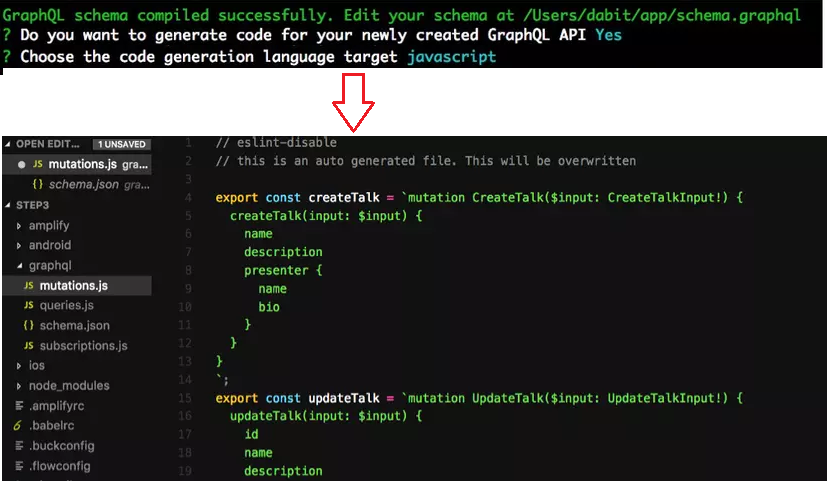 GraphQL schema compiled successfully. Edit your schema at /Users/dabit/app/schema.graphql
? Do you want to generate code for your newly created GraphQL API Yes
? Choose the code generation language target javascript
OPEN EDIT... 1 UNSAVED
JS mutations.js gra...
{} schema.json gra...
STEP3
amplify
android
graphql
JS mutations.js
JS queries.js
{} schema.json
JS subscriptions.js
ios
node_modules
.amplifyrc
.babelrc
.buckconfig
.flowconfig
1 // eslint-disable
2 // this is an auto generated file. This will be overwritten
3
4 export const createTalk = `mutation CreateTalk($input: CreateTalkInput!) {
5 createTalk(input: $input) {
6 name
7 description
8 presenter {
9 name
10 bio
11 }
12 }
13 }
14 `;
15 export const updateTalk = `mutation UpdateTalk($input: UpdateTalkInput!) {
16 updateTalk(input: $input) {
17 id
18 name
19 description